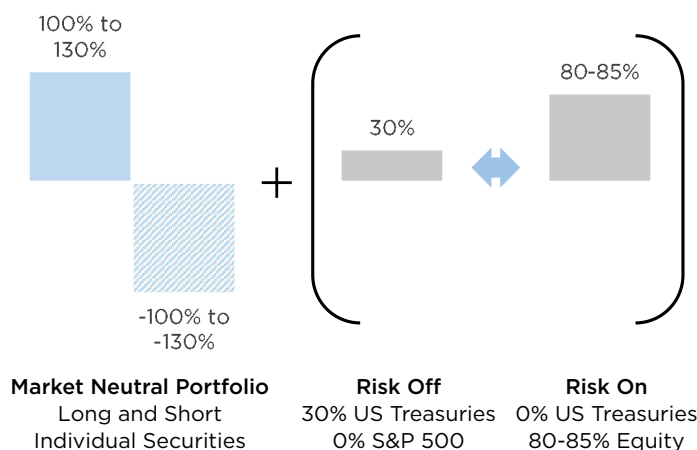 100% to
130%
-100% to
-130%
+
30%
80-85%
Market Neutral Portfolio
Long and Short
Individual Securities
Risk Off
30% US Treasuries
0% S&P 500
Risk On
0% US Treasuries
80-85% Equity